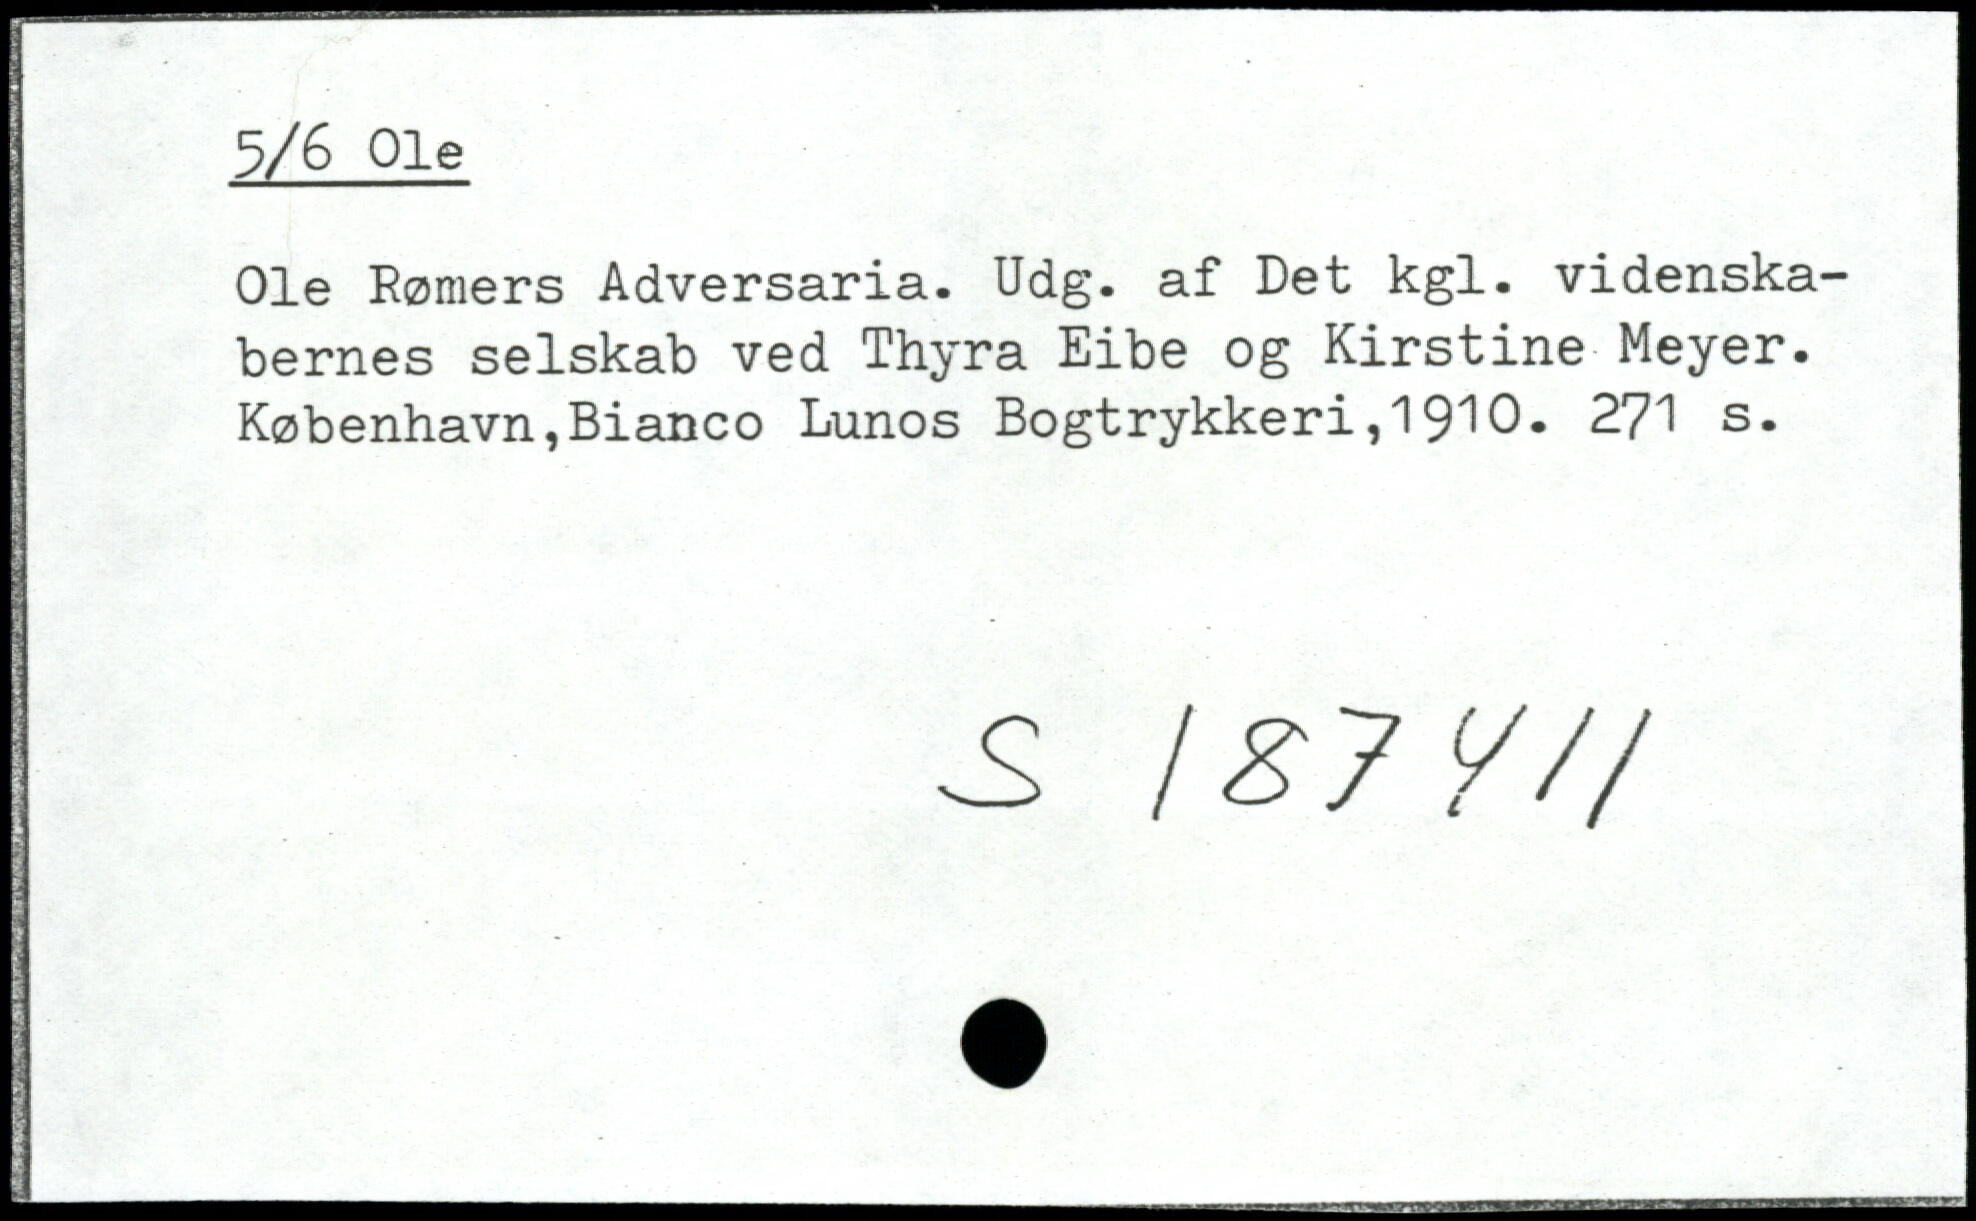 5/6 Ole
Ole Rømers Adversaria. Udg. af Det kgl. videnska-
bernes selskab ved Thyra Eibe og Kirstine Meyer.
København,Bianco Lunos Bogtrykkeri,1910. 271 s.
S 187411